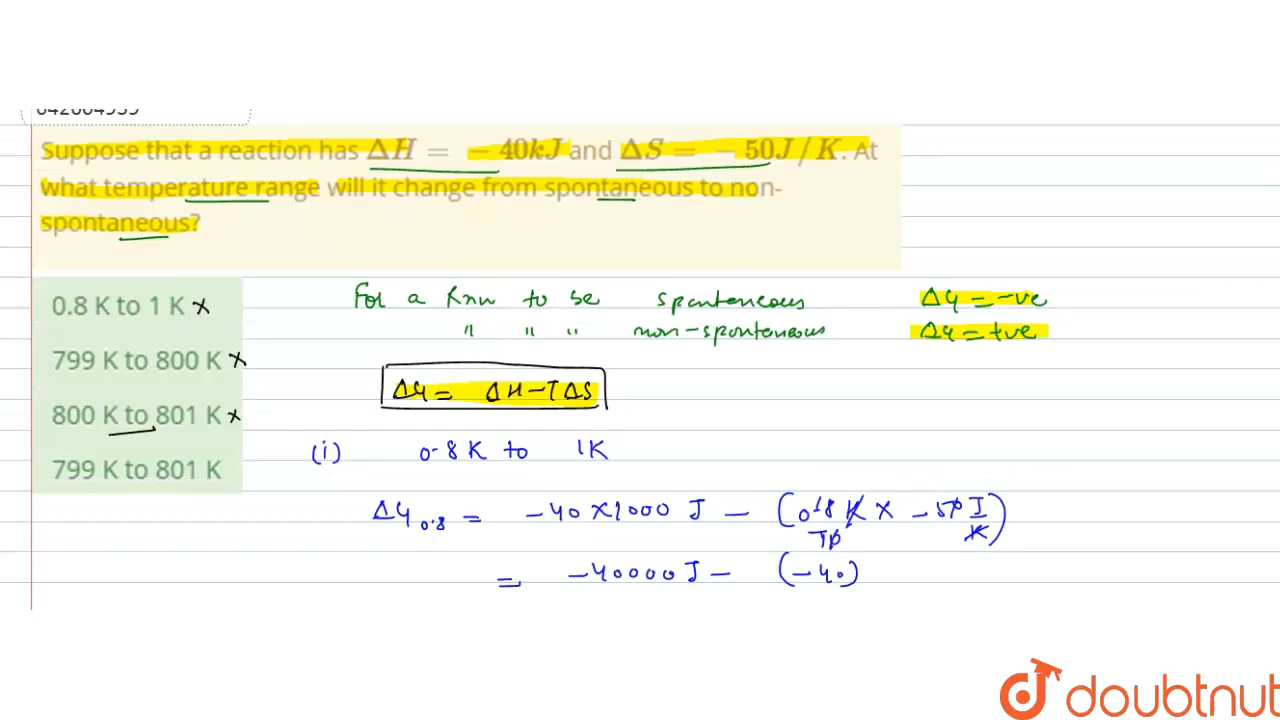 642604939
Suppose that a reaction has ΔH = −40kJ and ΔS = −50J/K. At
what temperature range will it change from spontaneous to non-
spontaneous?
0.8 K to 1 K x
799 K to 800 K x
800 K to 801 K x
799 K to 801 K
For a rxn to be spontaneous ΔG = -ve
" " " non-spontenous ΔG = +ve
ΔG = ΔH-TΔS
(i) 0.8K to 1K
ΔG0.8 = -40×1000 J - (0.8 K × -50 J/K)
= -40000 J - (-40)
doubtnut